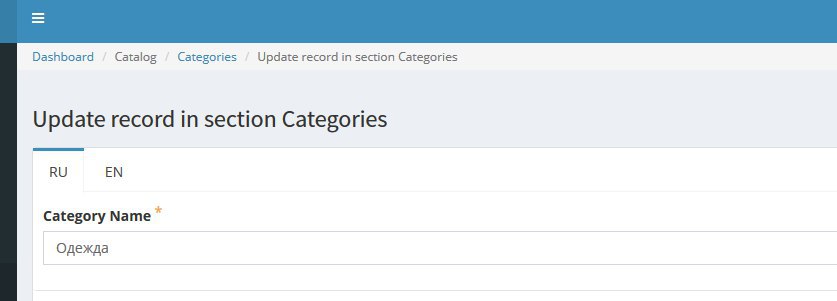 Dashboard / Catalog / Categories / Update record in section Categories
Update record in section Categories
RU EN
Category Name *
Одежда